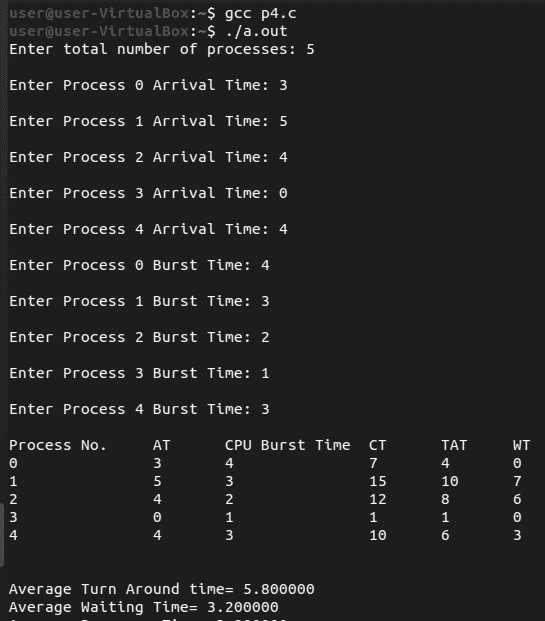 user@user-VirtualBox:~$ gcc p4.c
user@user-VirtualBox:~$ ./a.out
Enter total number of processes: 5
Enter Process 0 Arrival Time: 3
Enter Process 1 Arrival Time: 5
Enter Process 2 Arrival Time: 4
Enter Process 3 Arrival Time: 0
Enter Process 4 Arrival Time: 4
Enter Process 0 Burst Time: 4
Enter Process 1 Burst Time: 3
Enter Process 2 Burst Time: 2
Enter Process 3 Burst Time: 1
Enter Process 4 Burst Time: 3
Process No. AT CPU Burst Time CT TAT WT
0 3 4 7 4 0
1 5 3 15 10 7
2 4 2 12 8 6
3 0 1 1 1 0
4 4 3 10 6 3
Average Turn Around time= 5.800000
Average Waiting Time= 3.200000